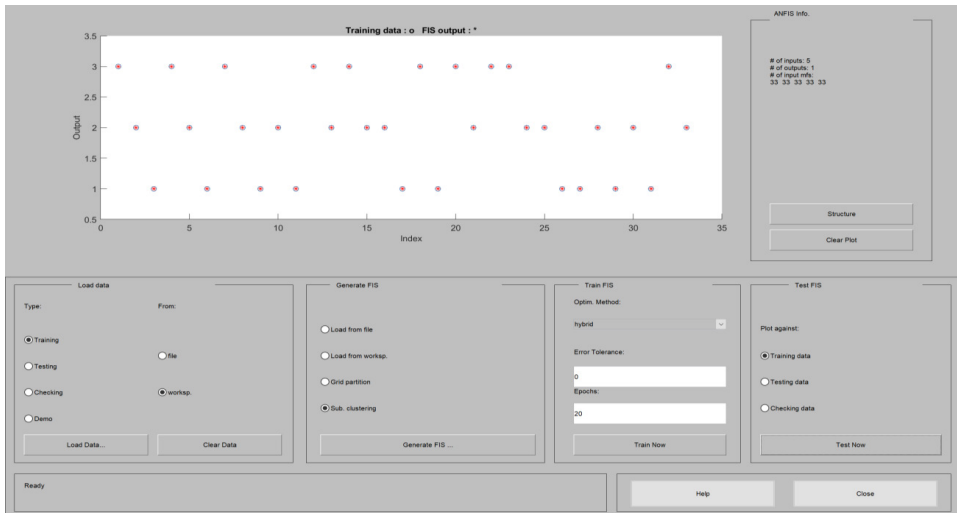 Training data : o   FIS output : *
3.5
3
2.5
2
1.5
1
0.5
Output
0
5
10
15
20
25
30
35
Index
ANFIS Info.
# of inputs: 5
# of outputs: 1
# of input mfs:
33 33 33 33 33
Structure
Clear Plot
Load data
Type:
From:
Training
Testing
Checking
Demo
file
worksp.
Load Data...
Clear Data
Generate FIS
Load from file
Load from worksp.
Grid partition
Sub. clustering
Generate FIS ...
Train FIS
Optim. Method:
hybrid
Error Tolerance:
0
Epochs:
20
Train Now
Test FIS
Plot against:
Training data
Testing data
Checking data
Test Now
Ready
Help
Close